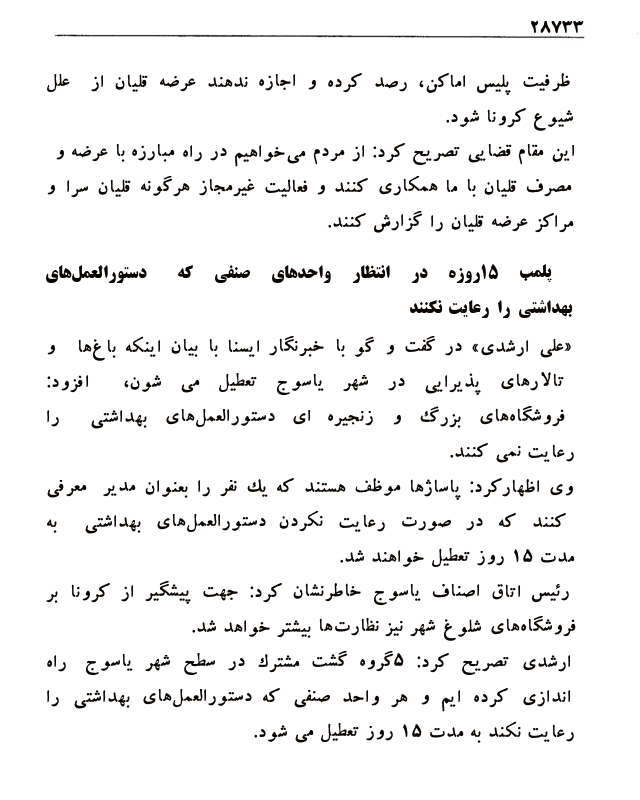 ۲۸۷۳۳
ظرفیت پلیس اماکن، رصد کرده و اجازه ندهند عرضه قلیان از علل
شیوع کرونا شود.
این مقام قضایی تصریح کرد: از مردم می‌خواهیم در راه مبارزه با عرضه و
مصرف قلیان با ما همکاری کنند و فعالیت غیرمجاز هرگونه قلیان سرا و
مراکز عرضه قلیان را گزارش کنند.
پلمب ۱۵روزه در انتظار واحدهای صنفی که دستورالعمل‌های
بهداشتی را رعایت نکنند
«علی ارشدی» در گفت و گو با خبرنگار ایسنا با بیان اینکه باغ‌ها و
تالارهای پذیرایی در شهر یاسوج تعطیل می شون، افزود:
فروشگاه‌های بزرگ و زنجیره ای دستورالعمل‌های بهداشتی را
رعایت نمی کنند.
وی اظهارکرد: پاساژها موظف هستند که یك نفر را بعنوان مدیر معرفی
کنند که در صورت رعایت نکردن دستورالعمل‌های بهداشتی به
مدت ۱۵ روز تعطیل خواهند شد.
رئیس اتاق اصناف یاسوج خاطرنشان کرد: جهت پیشگیر از کرونا بر
فروشگاه‌های شلوغ شهر نیز نظارت‌ها بیشتر خواهد شد.
ارشدی تصریح کرد: ۵گروه گشت مشترك در سطح شهر یاسوج راه
اندازی کرده ایم و هر واحد صنفی که دستورالعمل‌های بهداشتی را
رعایت نکند به مدت ۱۵ روز تعطیل می شود.